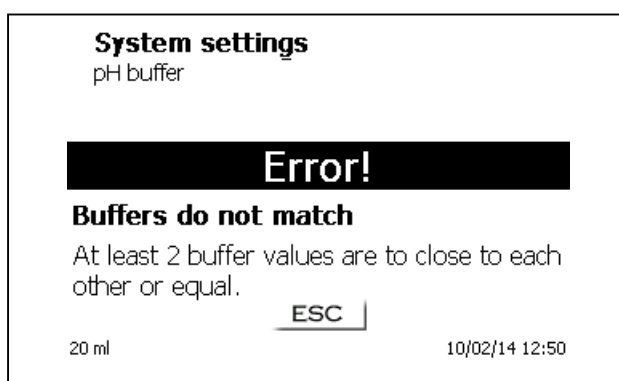 System settings
pH buffer
Error!
Buffers do not match
At least 2 buffer values are to close to each
other or equal.
ESC
20 ml 10/02/14 12:50